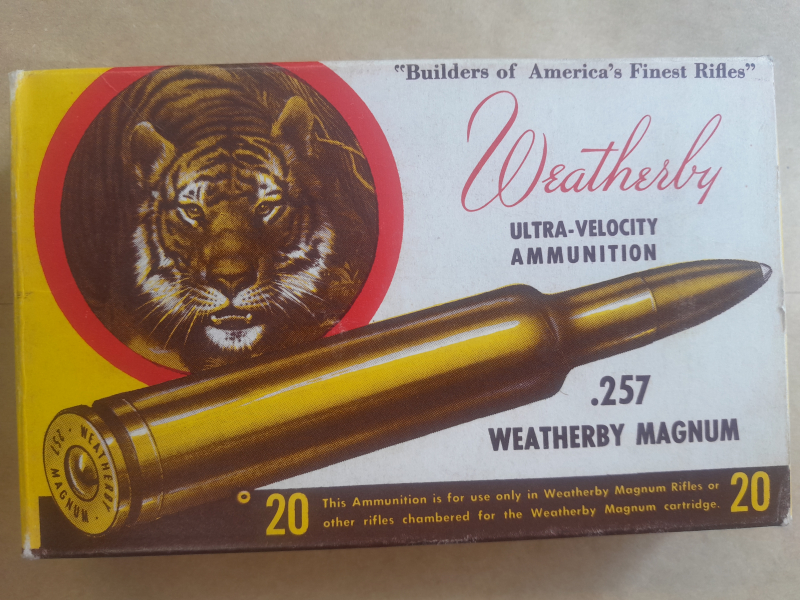 "Builders of America's Finest Rifles"
Weatherby
ULTRA-VELOCITY
AMMUNITION
.257
WEATHERBY MAGNUM
257 · WEATHERBY · MAGNUM ·
20
This Ammunition is for use only in Weatherby Magnum Rifles or
other rifles chambered for the Weatherby Magnum cartridge.
20